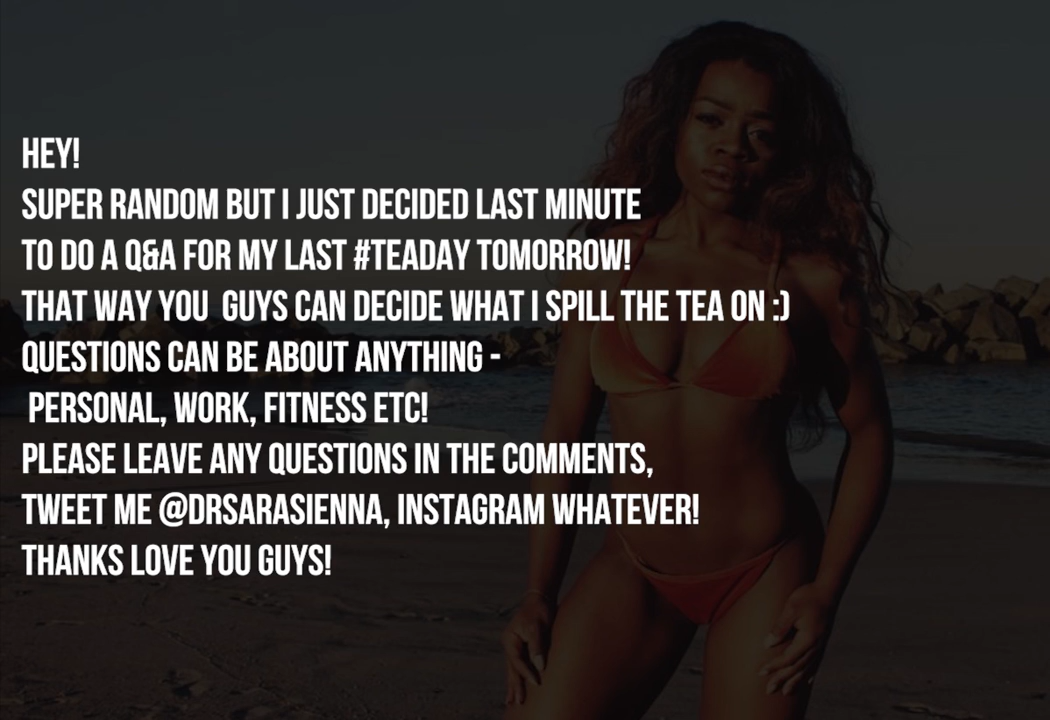 HEY!
SUPER RANDOM BUT I JUST DECIDED LAST MINUTE
TO DO A Q&A FOR MY LAST #TEADAY TOMORROW!
THAT WAY YOU  GUYS CAN DECIDE WHAT I SPILL THE TEA ON :)
QUESTIONS CAN BE ABOUT ANYTHING -
PERSONAL, WORK, FITNESS ETC!
PLEASE LEAVE ANY QUESTIONS IN THE COMMENTS,
TWEET ME @DRSARASIENNA, INSTAGRAM WHATEVER!
THANKS LOVE YOU GUYS!